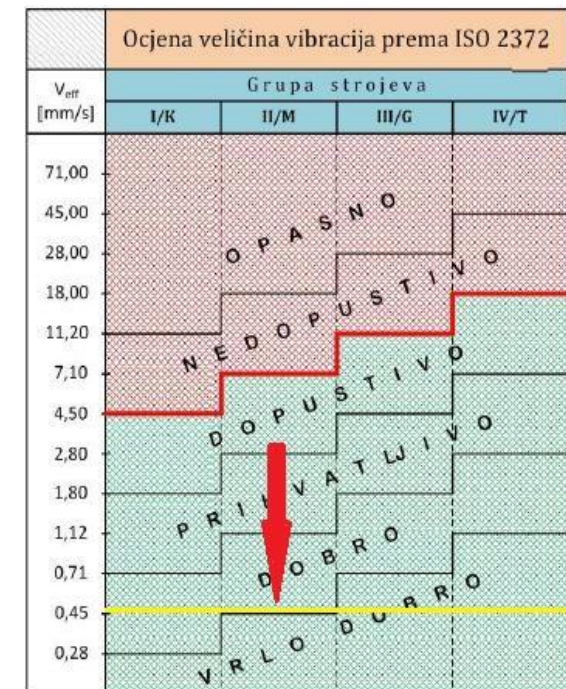 Ocjena veličina vibracija prema ISO 2372
Veff
[mm/s]
Grupa strojeva
I/K II/M III/G IV/T
71,00
45,00
28,00
18,00
11,20
7,10
4,50
2,80
1,80
1,12
0,71
0,45
0,28
OPASNO
NEDOPUSTIVO
DOPUSTIVO
PRIHVATLJIVO
DOBRO
VRLO DOBRO